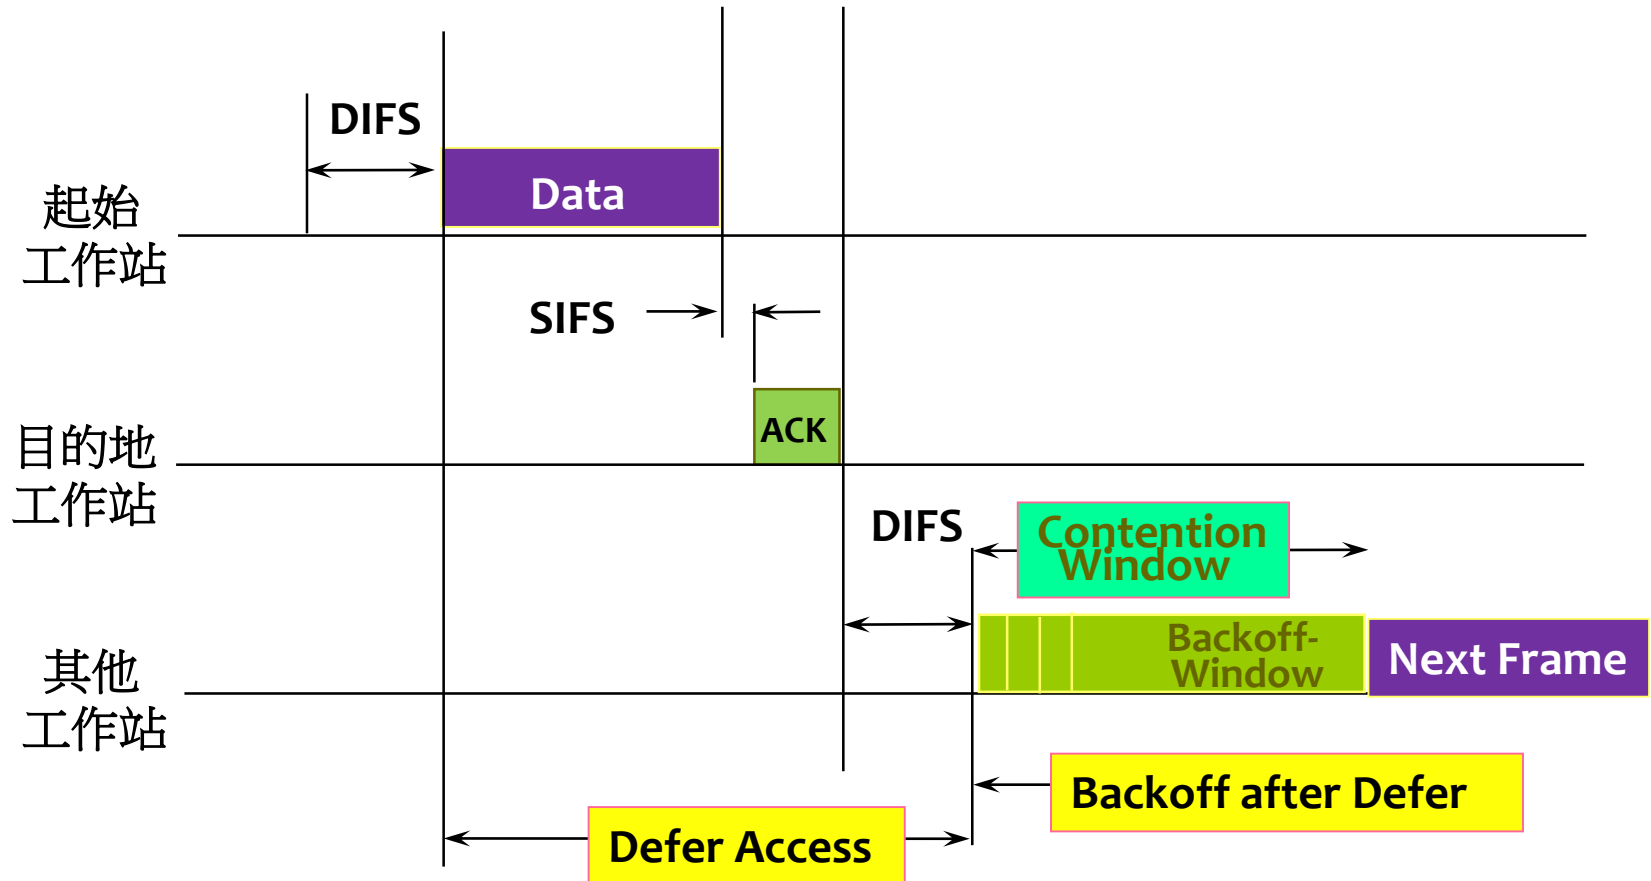 DIFS
Data
起始
工作站
SIFS
ACK
目的地
工作站
DIFS
Contention
Window
Backoff-
Window
Next Frame
其他
工作站
Backoff after Defer
Defer Access